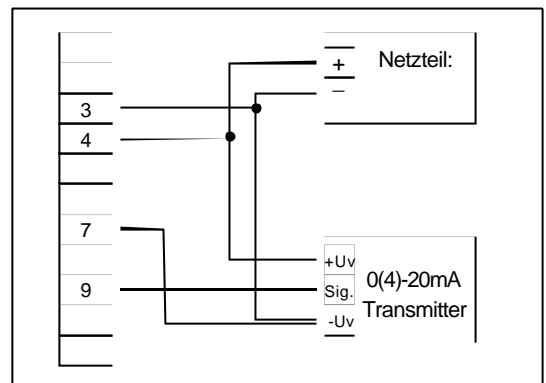 + Netzteil:
–
3
4
7
9
+Uv
Sig.
-Uv
0(4)-20mA
Transmitter